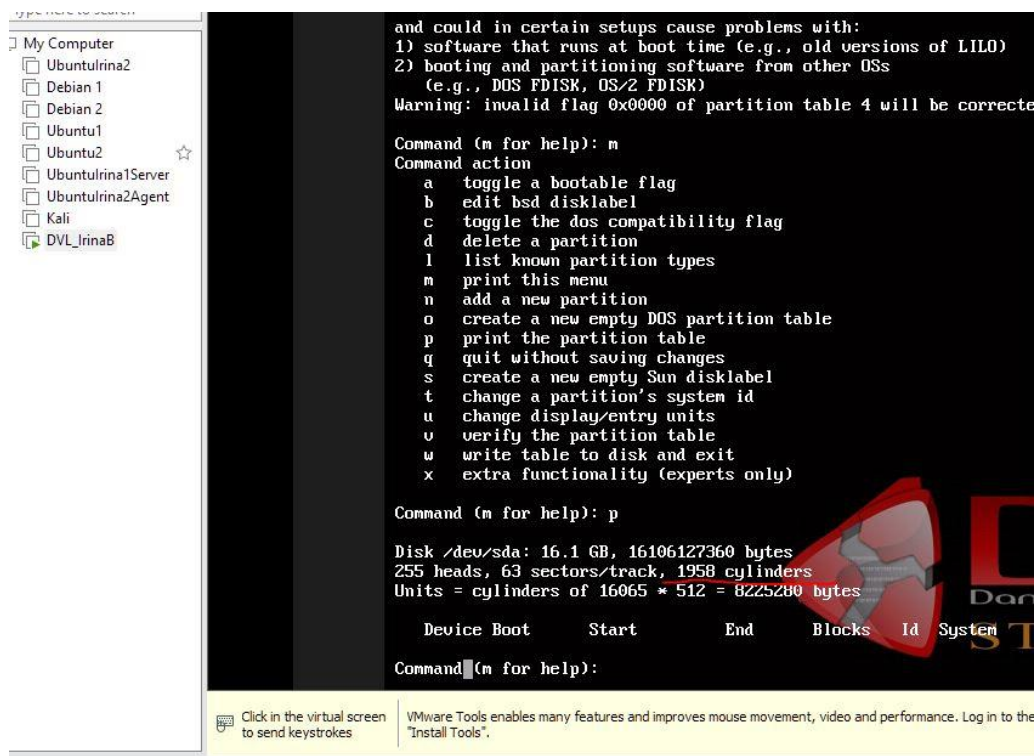 Type here to search
My Computer
UbuntuIrina2
Debian 1
Debian 2
Ubuntu1
Ubuntu2
UbuntuIrina1Server
UbuntuIrina2Agent
Kali
DVL_IrinaB
and could in certain setups cause problems with:
1) software that runs at boot time (e.g., old versions of LILO)
2) booting and partitioning software from other OSs
(e.g., DOS FDISK, OS/2 FDISK)
Warning: invalid flag 0x0000 of partition table 4 will be correcte
Command (m for help): m
Command action
a toggle a bootable flag
b edit bsd disklabel
c toggle the dos compatibility flag
d delete a partition
l list known partition types
m print this menu
n add a new partition
o create a new empty DOS partition table
p print the partition table
q quit without saving changes
s create a new empty Sun disklabel
t change a partition's system id
u change display/entry units
v verify the partition table
w write table to disk and exit
x extra functionality (experts only)
Command (m for help): p
Disk /dev/sda: 16.1 GB, 16106127360 bytes
255 heads, 63 sectors/track, 1958 cylinders
Units = cylinders of 16065 * 512 = 8225280 bytes
Device Boot Start End Blocks Id System
Command (m for help):
D
Dan
ST
Click in the virtual screen
to send keystrokes
VMware Tools enables many features and improves mouse movement, video and performance. Log in to the
"Install Tools".